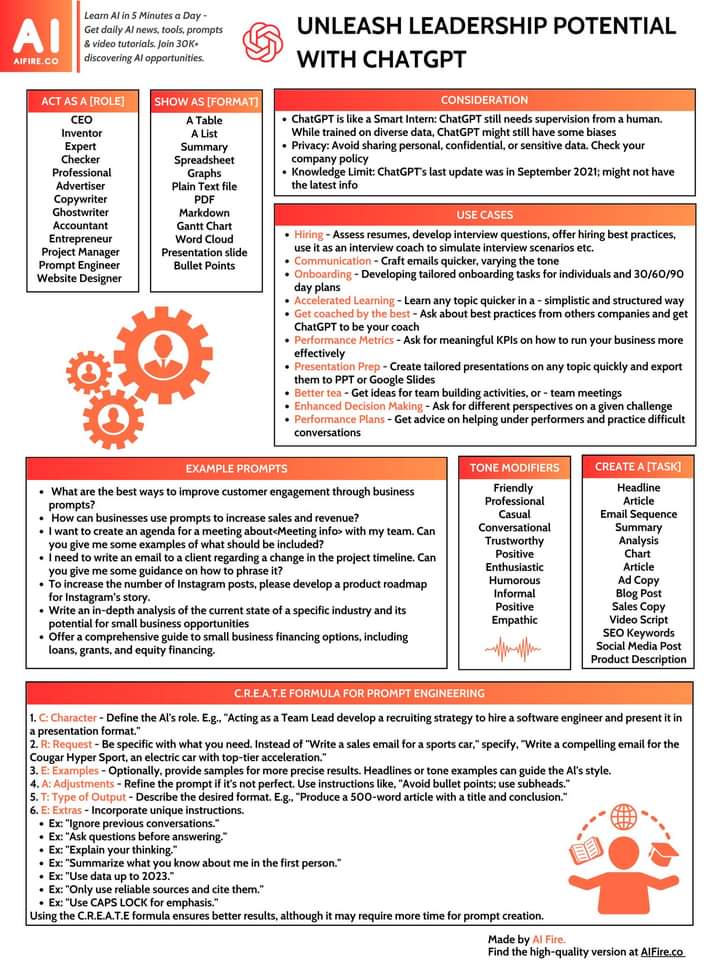 AI
AIFIRE.CO
Learn AI in 5 Minutes a Day -
Get daily AI news, tools, prompts
& video tutorials. Join 30K+
discovering AI opportunities.
UNLEASH LEADERSHIP POTENTIAL
WITH CHATGPT
ACT AS A [ROLE]
CEO
Inventor
Expert
Checker
Professional
Advertiser
Copywriter
Ghostwriter
Accountant
Entrepreneur
Project Manager
Prompt Engineer
Website Designer
SHOW AS [FORMAT]
A Table
A List
Summary
Spreadsheet
Graphs
Plain Text file
PDF
Markdown
Gantt Chart
Word Cloud
Presentation slide
Bullet Points
CONSIDERATION
• ChatGPT is like a Smart Intern: ChatGPT still needs supervision from a human.
While trained on diverse data, ChatGPT might still have some biases
• Privacy: Avoid sharing personal, confidential, or sensitive data. Check your
company policy
• Knowledge Limit: ChatGPT's last update was in September 2021; might not have
the latest info
USE CASES
• Hiring - Assess resumes, develop interview questions, offer hiring best practices,
use it as an interview coach to simulate interview scenarios etc.
• Communication - Craft emails quicker, varying the tone
• Onboarding - Developing tailored onboarding tasks for individuals and 30/60/90
day plans
• Accelerated Learning - Learn any topic quicker in a - simplistic and structured way
• Get coached by the best - Ask about best practices from others companies and get
ChatGPT to be your coach
• Performance Metrics - Ask for meaningful KPIs on how to run your business more
effectively
• Presentation Prep - Create tailored presentations on any topic quickly and export
them to PPT or Google Slides
• Better tea - Get ideas for team building activities, or - team meetings
• Enhanced Decision Making - Ask for different perspectives on a given challenge
• Performance Plans - Get advice on helping under performers and practice difficult
conversations
EXAMPLE PROMPTS
• What are the best ways to improve customer engagement through business
prompts?
• How can businesses use prompts to increase sales and revenue?
• I want to create an agenda for a meeting about<Meeting info> with my team. Can
you give me some examples of what should be included?
• I need to write an email to a client regarding a change in the project timeline. Can
you give me some guidance on how to phrase it?
• To increase the number of Instagram posts, please develop a product roadmap
for Instagram's story.
• Write an in-depth analysis of the current state of a specific industry and its
potential for small business opportunities
• Offer a comprehensive guide to small business financing options, including
loans, grants, and equity financing.
TONE MODIFIERS
Friendly
Professional
Casual
Conversational
Trustworthy
Positive
Enthusiastic
Humorous
Informal
Positive
Empathic
CREATE A [TASK]
Headline
Article
Email Sequence
Summary
Analysis
Chart
Article
Ad Copy
Blog Post
Sales Copy
Video Script
SEO Keywords
Social Media Post
Product Description
C.R.E.A.T.E FORMULA FOR PROMPT ENGINEERING
1. C: Character - Define the AI's role. E.g., "Acting as a Team Lead develop a recruiting strategy to hire a software engineer and present it in
a presentation format."
2. R: Request - Be specific with what you need. Instead of "Write a sales email for a sports car," specify, "Write a compelling email for the
Cougar Hyper Sport, an electric car with top-tier acceleration."
3. E: Examples - Optionally, provide samples for more precise results. Headlines or tone examples can guide the AI's style.
4. A: Adjustments - Refine the prompt if it's not perfect. Use instructions like, "Avoid bullet points; use subheads."
5. T: Type of Output - Describe the desired format. E.g., "Produce a 500-word article with a title and conclusion."
6. E: Extras - Incorporate unique instructions.
• Ex: "Ignore previous conversations."
• Ex: "Ask questions before answering."
• Ex: "Explain your thinking."
• Ex: "Summarize what you know about me in the first person."
• Ex: "Use data up to 2023."
• Ex: "Only use reliable sources and cite them."
• Ex: "Use CAPS LOCK for emphasis."
Using the C.R.E.A.T.E formula ensures better results, although it may require more time for prompt creation.
Made by AI Fire.
Find the high-quality version at AIFire.co